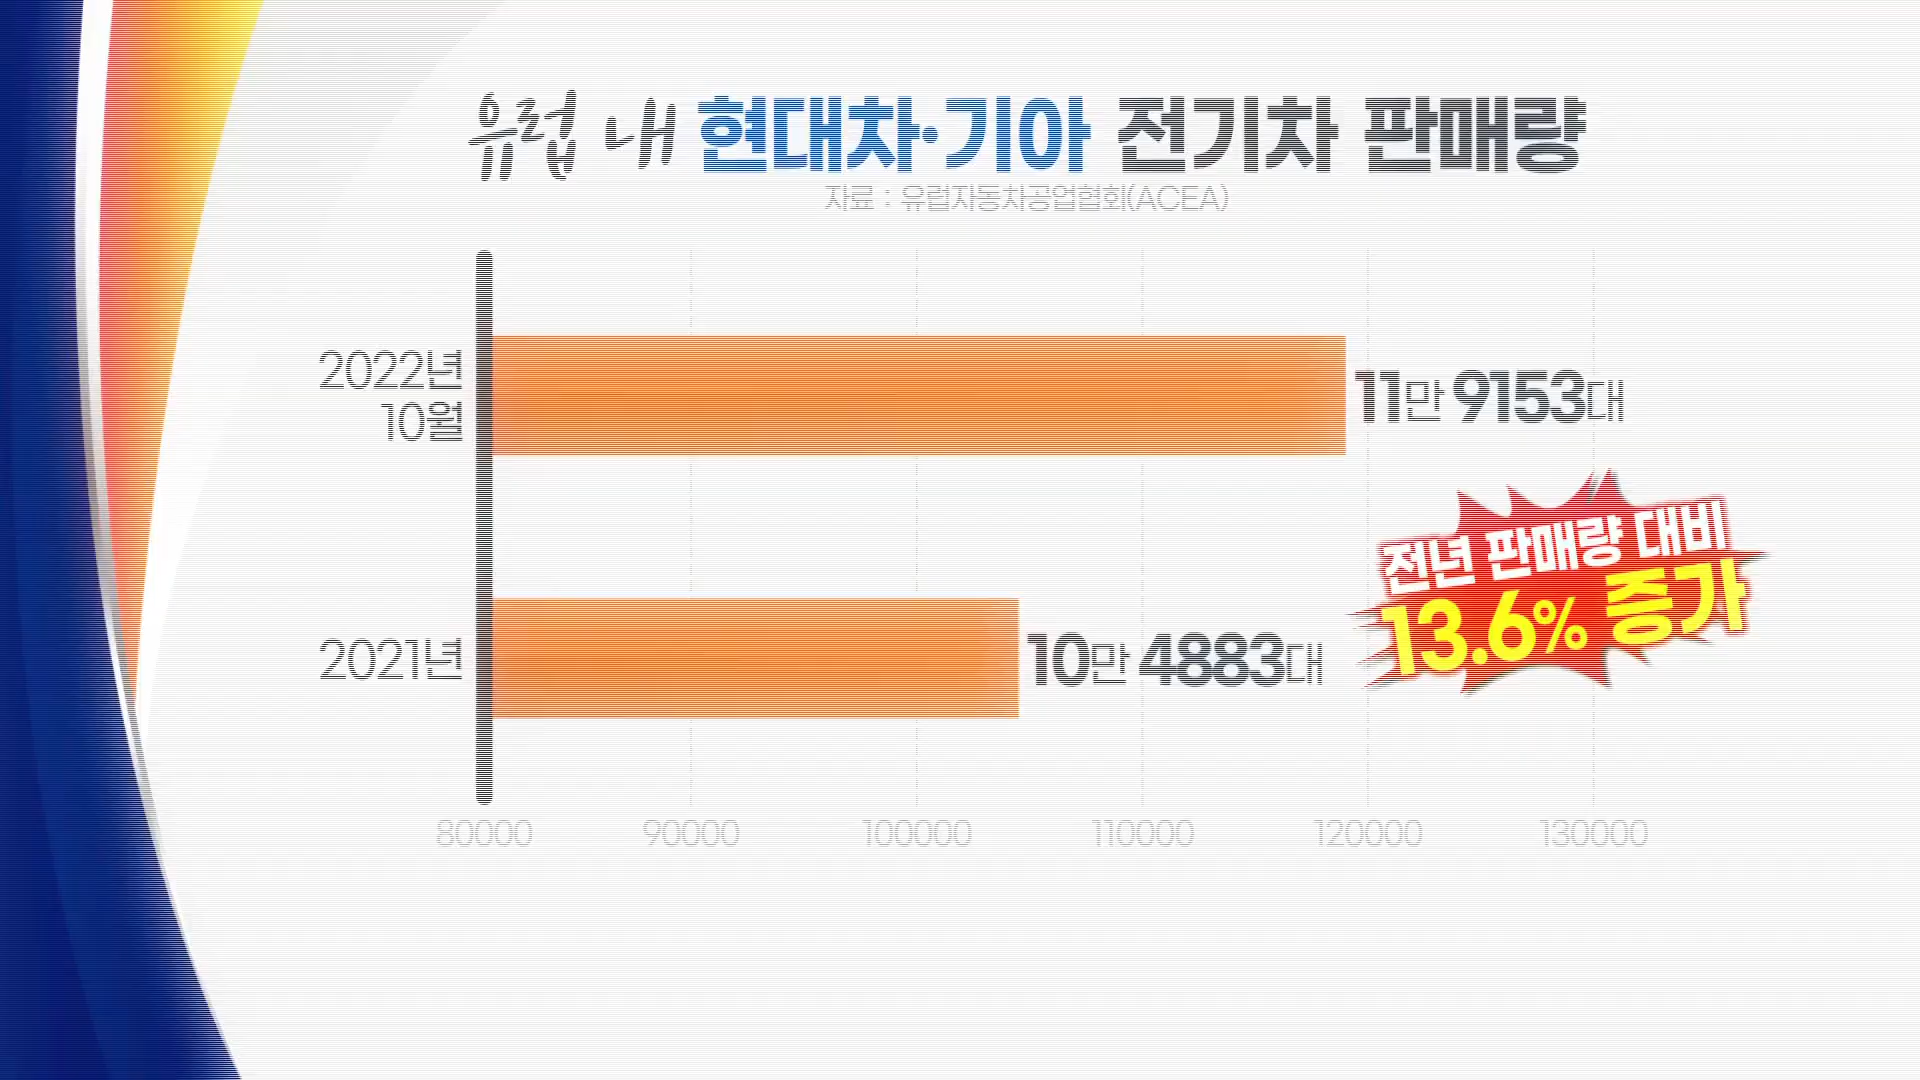 유럽 내 현대차·기아 전기차 판매량
자료 : 유럽자동차공업협회(ACEA)
2022년
10월
11만 9153대
전년 판매량 대비
13.6% 증가
2021년
10만 4883대
80000 90000 100000 110000 120000 130000